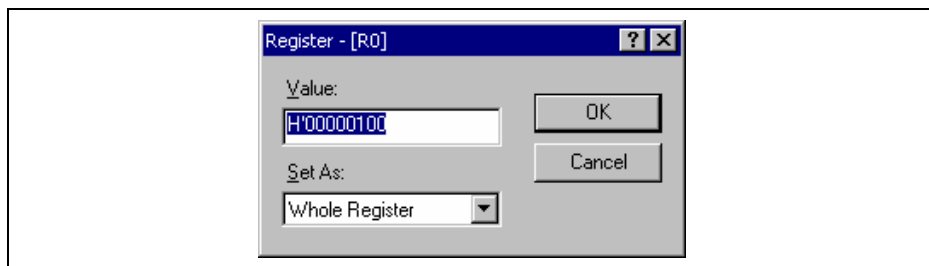 Register - [R0]
Value:
H'00000100
OK
Set As:
Cancel
Whole Register